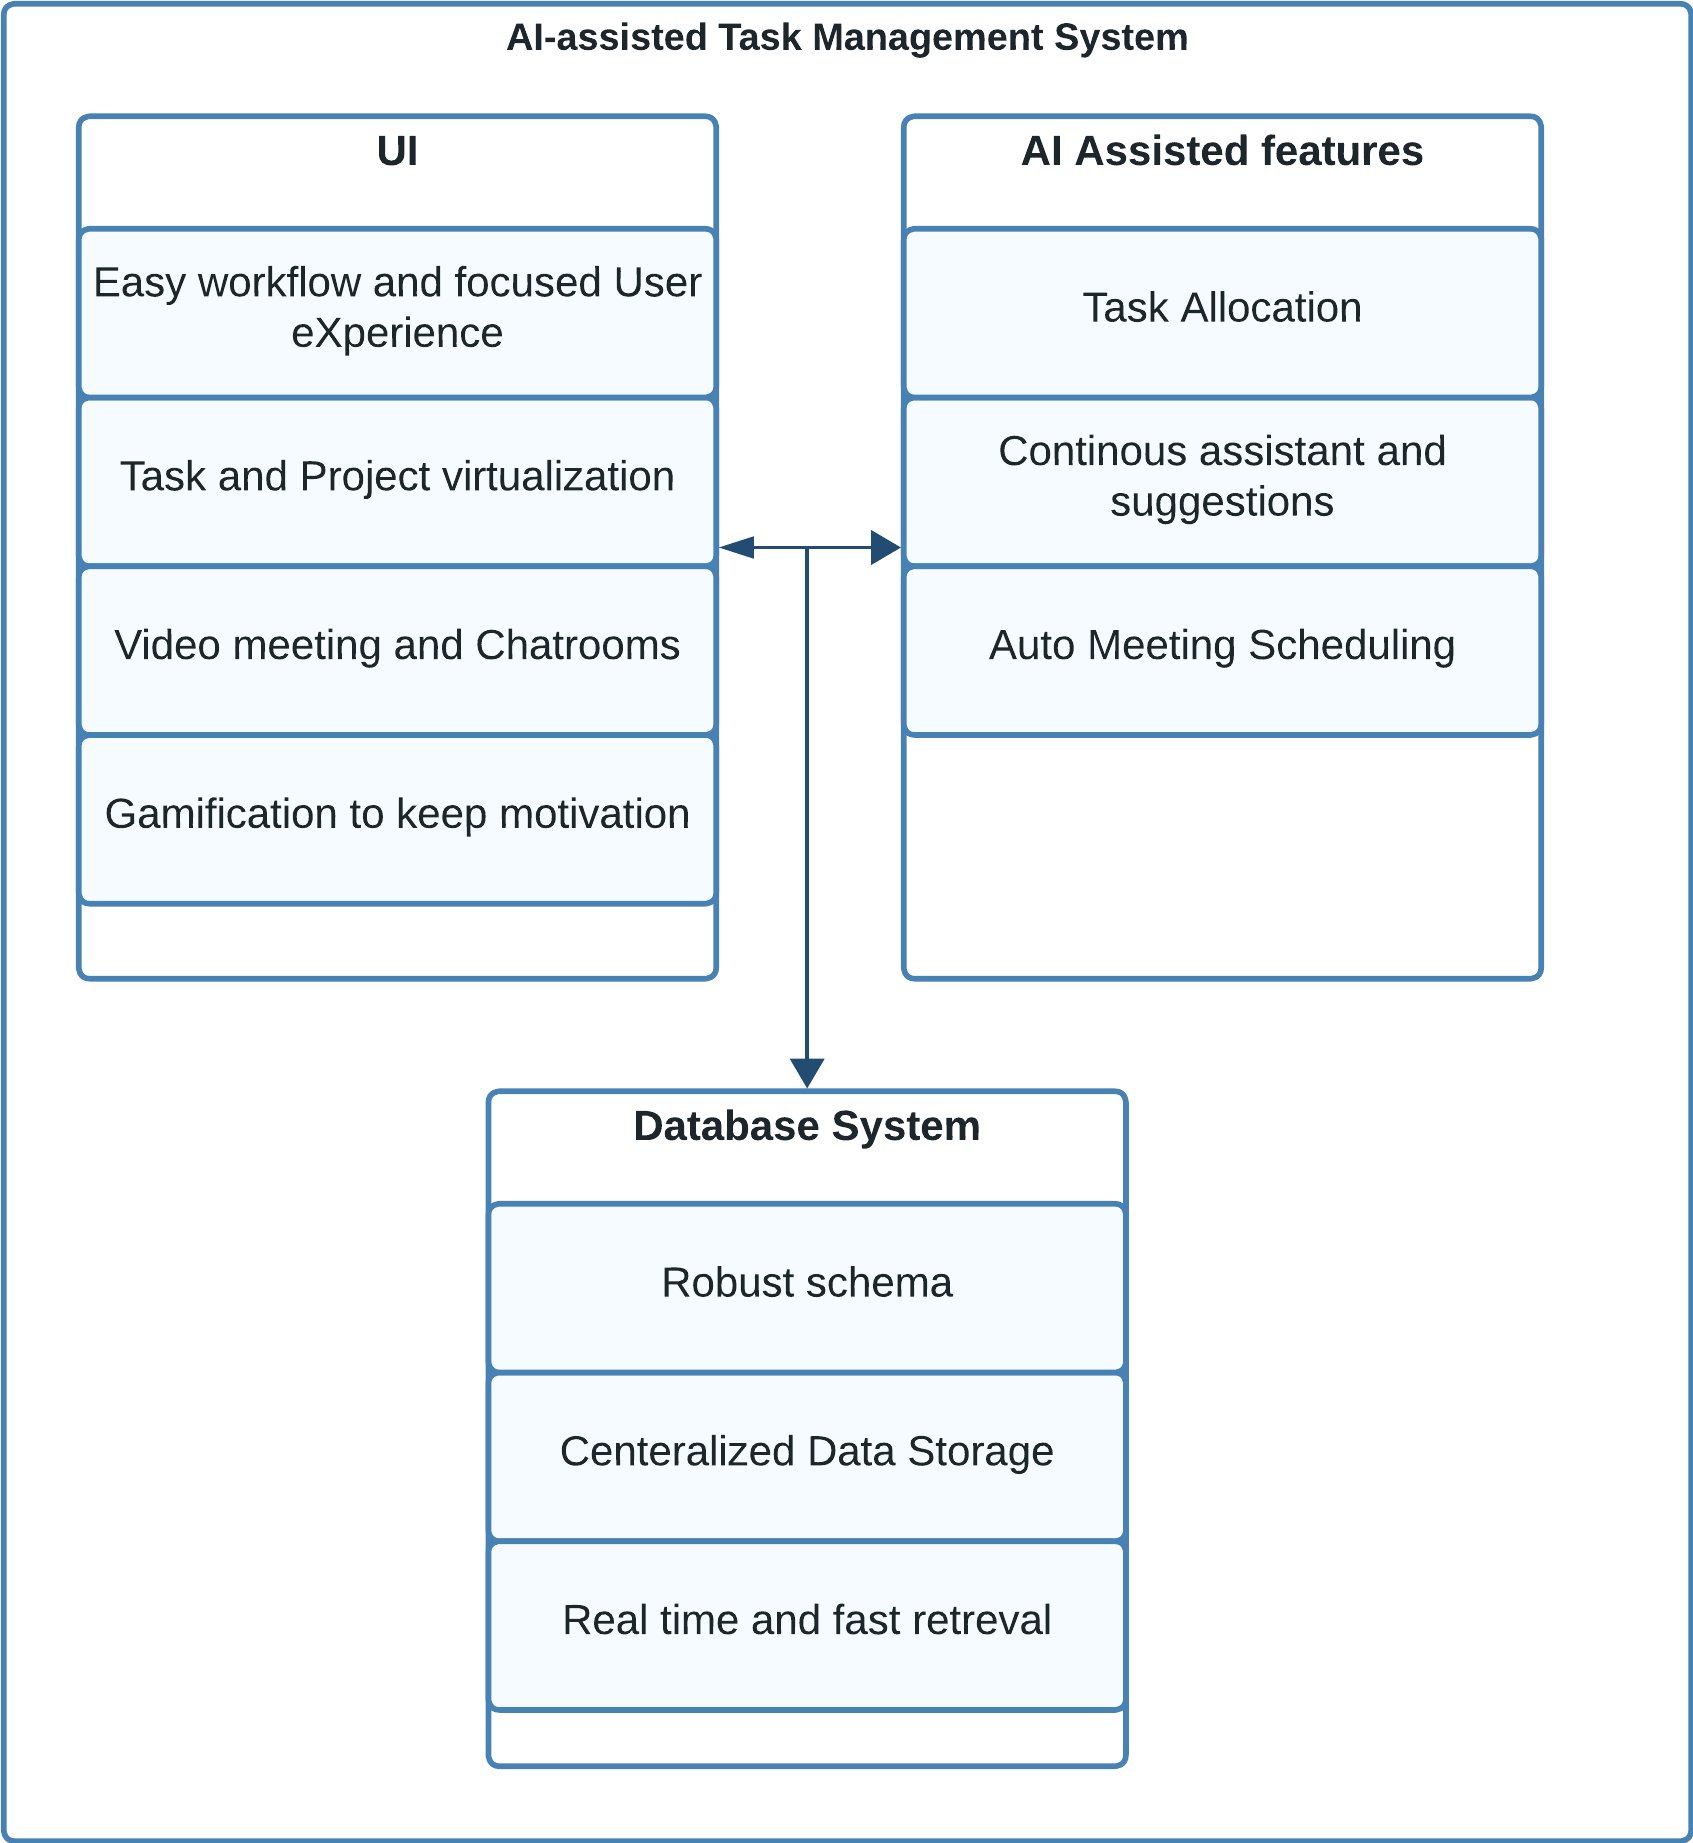 AI-assisted Task Management System
UI
Easy workflow and focused User
eXperience
Task and Project virtualization
Video meeting and Chatrooms
Gamification to keep motivation
AI Assisted features
Task Allocation
Continous assistant and
suggestions
Auto Meeting Scheduling
Database System
Robust schema
Centeralized Data Storage
Real time and fast retreval